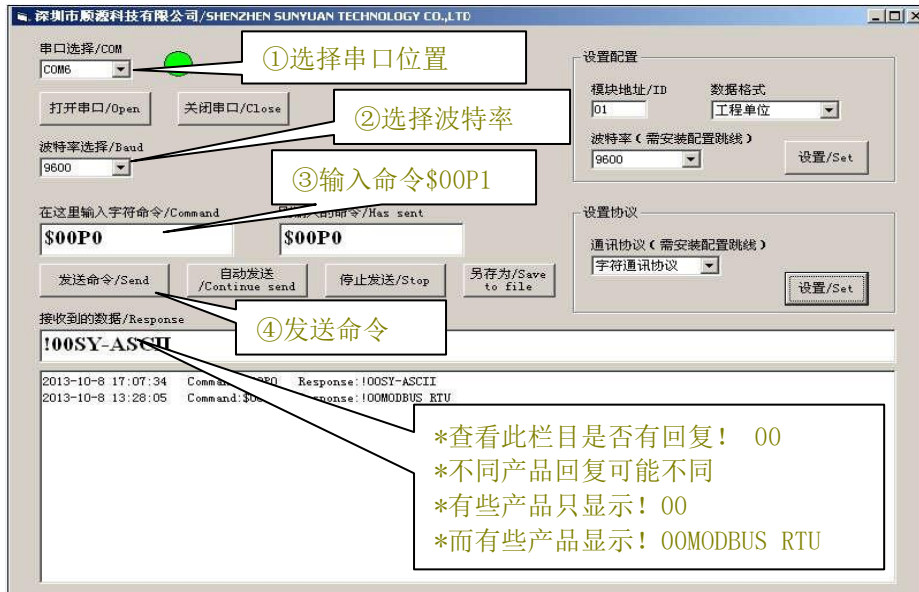 深圳市顺源科技有限公司/SHENZHEN SUNYUAN TECHNOLOGY CO.,LTD
串口选择/COM
COM6
①选择串口位置
打开串口/Open
关闭串口/Close
②选择波特率
波特率选择/Baud
9600
③输入命令$00P1
在这里输入字符命令/Command
的命令/Has sent
$00P0
$00P0
发送命令/Send
自动发送
/Continue send
停止发送/Stop
另存为/Save
to file
④发送命令
接收到的数据/Response
!00SY-ASCII
2013-10-8 17:07:34 Command: Response:!00SY-ASCII
2013-10-8 13:28:05 Command:$00 Response:!00MODBUS RTU
*查看此栏目是否有回复! 00
*不同产品回复可能不同
*有些产品只显示! 00
*而有些产品显示! 00MODBUS RTU
设置配置
模块地址/ID
数据格式
01
工程单位
波特率(需安装配置跳线)
9600
设置/Set
设置协议
通讯协议(需安装配置跳线)
字符通讯协议
设置/Set